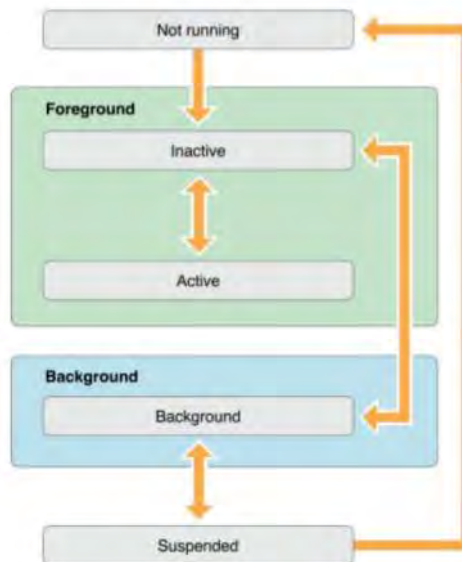 Not running
Foreground
Inactive
Active
Background
Background
Suspended